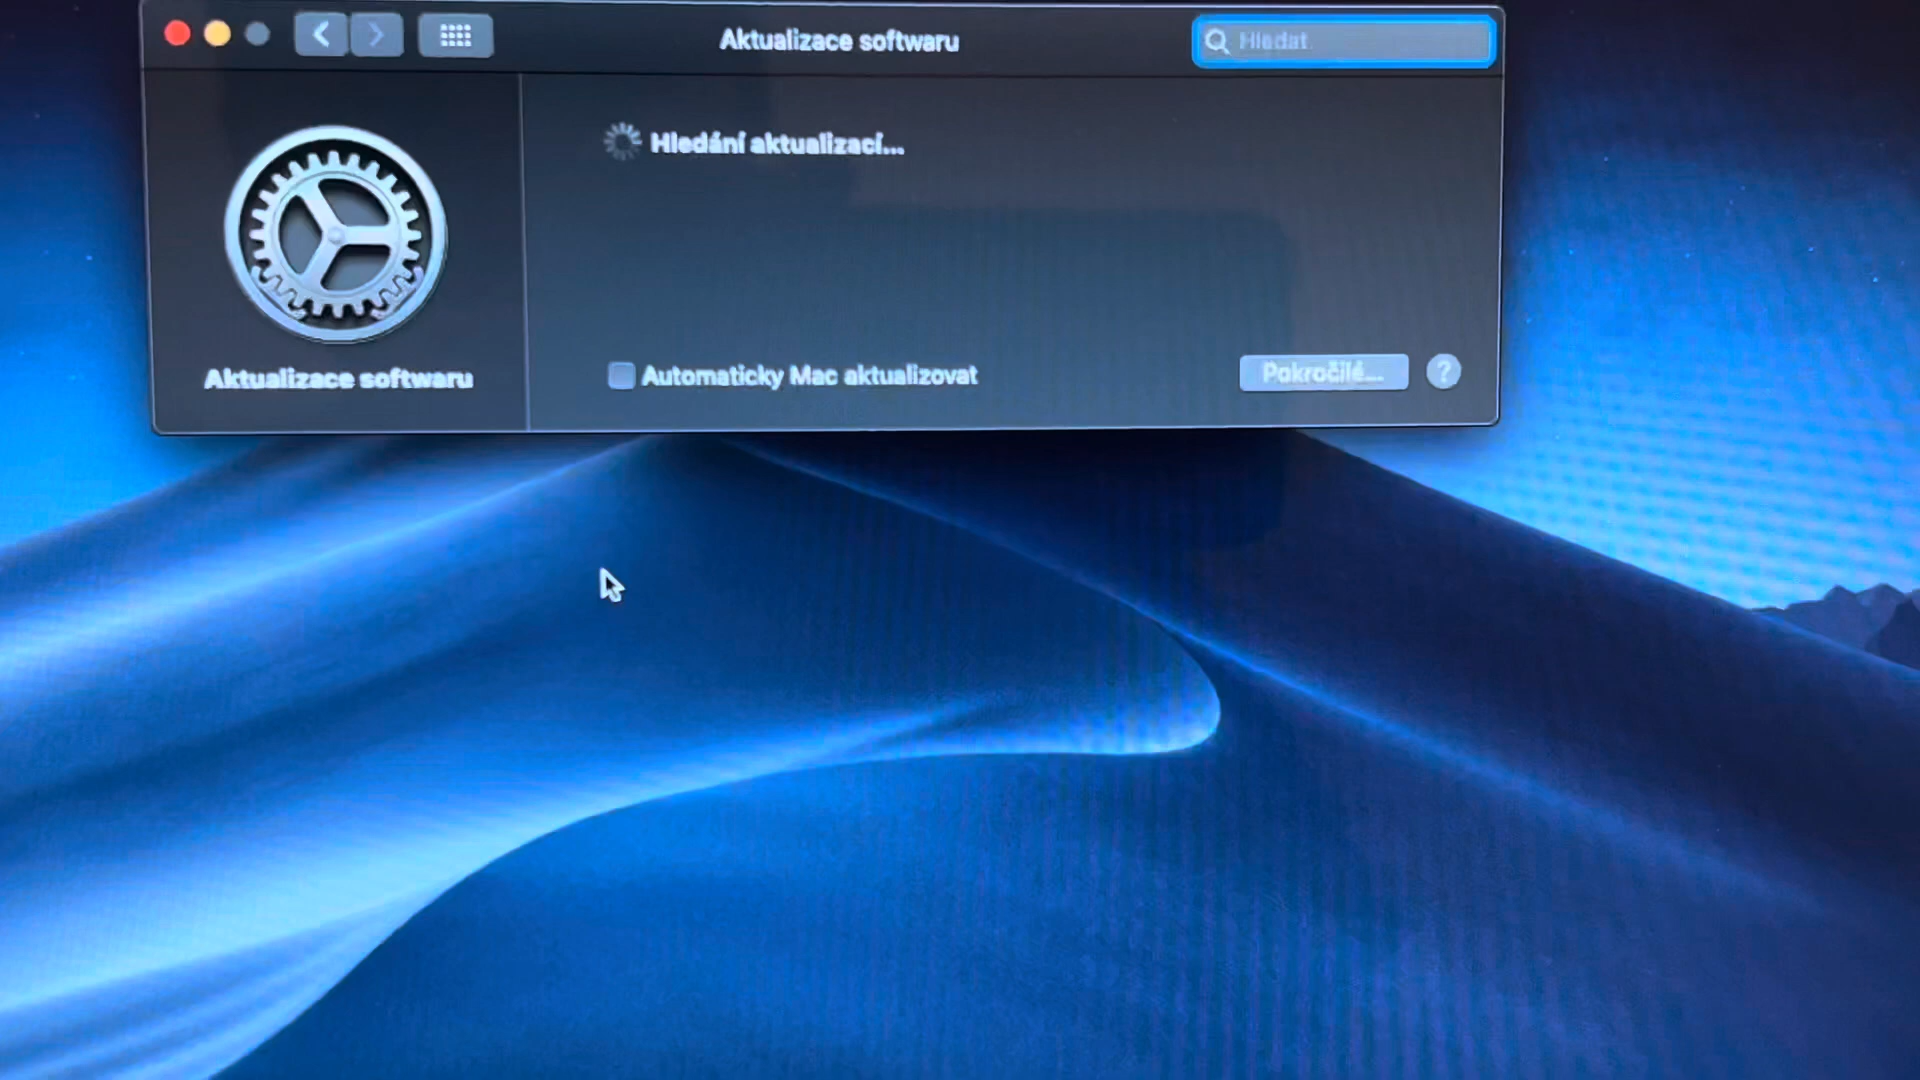 Aktualizace softwaru
Hledat
Hledání aktualizací...
Aktualizace softwaru
Automaticky Mac aktualizovat
Pokročilé...
?